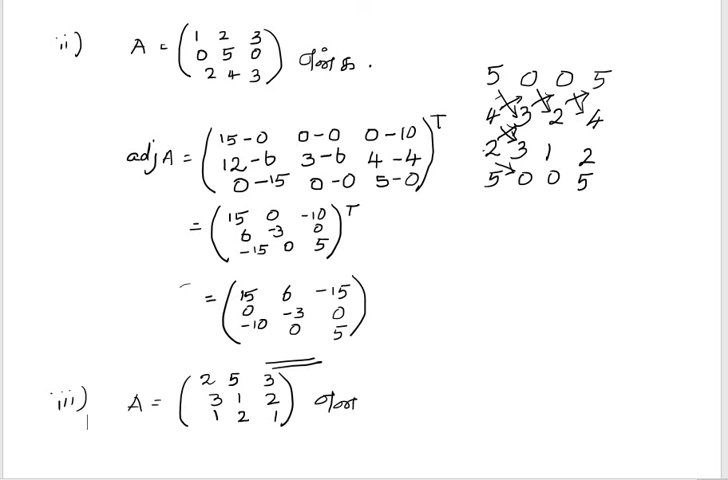 ii) A = ( 1 2 3
0 5 0
2 4 3 ) என்க .
5 0 0 5
4 3 2 4
2 3 1 2
5 0 0 5
adj A = ( 15-0 0-0 0-10
12-6 3-6 4-4
0-15 0-0 5-0 )T
= ( 15 0 -10
6 -3 0
-15 0 5 )T
= ( 15 6 -15
0 -3 0
-10 0 5 )
iii) A = ( 2 5 3
3 1 2
1 2 1 ) என